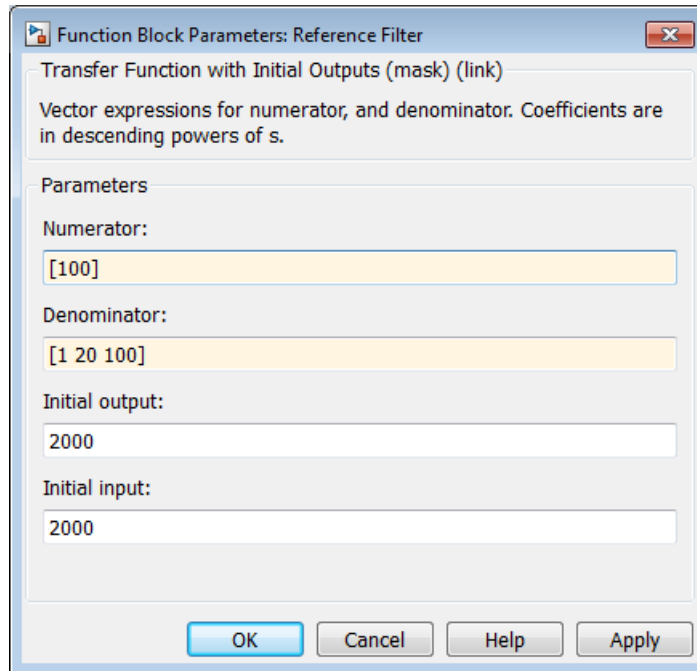 Function Block Parameters: Reference Filter
Transfer Function with Initial Outputs (mask) (link)
Vector expressions for numerator, and denominator. Coefficients are
in descending powers of s.
Parameters
Numerator:
[100]
Denominator:
[1 20 100]
Initial output:
2000
Initial input:
2000
OK Cancel Help Apply